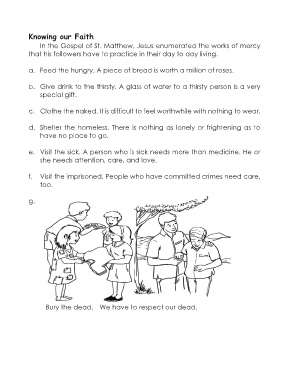 Knowing our Faith
In the Gospel of St. Matthew, Jesus enumerated the works of mercy
that his followers have to practice in their day to day living.
a. Feed the hungry. A piece of bread is worth a million of roses.
b. Give drink to the thirsty. A glass of water to a thirsty person is a very
special gift.
c. Clothe the naked. It is difficult to feel worthwhile with nothing to wear.
d. Shelter the homeless. There is nothing as lonely or frightening as to
have no place to go.
e. Visit the sick. A person who is sick needs more than medicine. He or
she needs attention, care, and love.
f. Visit the imprisoned. People who have committed crimes need care,
too.
g.
Bury the dead. We have to respect our dead.